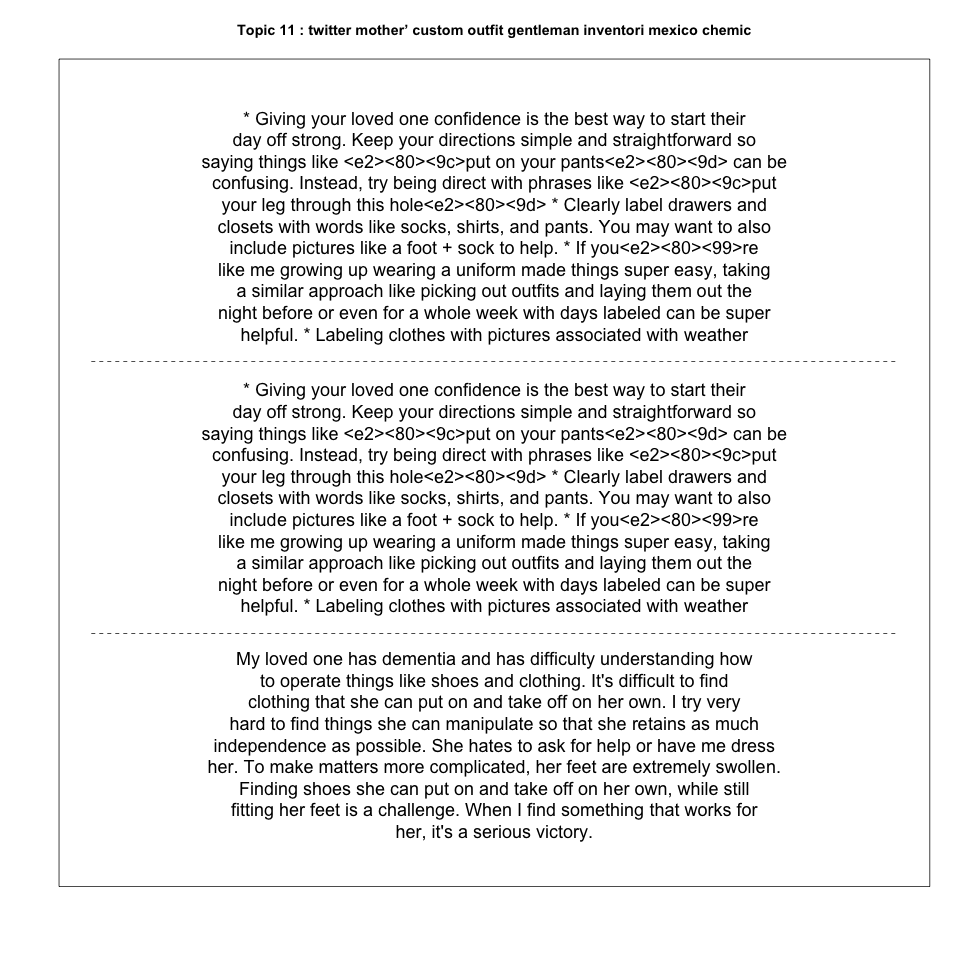 Topic 11 : twitter mother’ custom outfit gentleman inventori mexico chemic
* Giving your loved one confidence is the best way to start their
day off strong. Keep your directions simple and straightforward so
saying things like <e2><80><9c>put on your pants<e2><80><9d> can be
confusing. Instead, try being direct with phrases like <e2><80><9c>put
your leg through this hole<e2><80><9d> * Clearly label drawers and
closets with words like socks, shirts, and pants. You may want to also
include pictures like a foot + sock to help. * If you<e2><80><99>re
like me growing up wearing a uniform made things super easy, taking
a similar approach like picking out outfits and laying them out the
night before or even for a whole week with days labeled can be super
helpful. * Labeling clothes with pictures associated with weather
* Giving your loved one confidence is the best way to start their
day off strong. Keep your directions simple and straightforward so
saying things like <e2><80><9c>put on your pants<e2><80><9d> can be
confusing. Instead, try being direct with phrases like <e2><80><9c>put
your leg through this hole<e2><80><9d> * Clearly label drawers and
closets with words like socks, shirts, and pants. You may want to also
include pictures like a foot + sock to help. * If you<e2><80><99>re
like me growing up wearing a uniform made things super easy, taking
a similar approach like picking out outfits and laying them out the
night before or even for a whole week with days labeled can be super
helpful. * Labeling clothes with pictures associated with weather
My loved one has dementia and has difficulty understanding how
to operate things like shoes and clothing. It's difficult to find
clothing that she can put on and take off on her own. I try very
hard to find things she can manipulate so that she retains as much
independence as possible. She hates to ask for help or have me dress
her. To make matters more complicated, her feet are extremely swollen.
Finding shoes she can put on and take off on her own, while still
fitting her feet is a challenge. When I find something that works for
her, it's a serious victory.